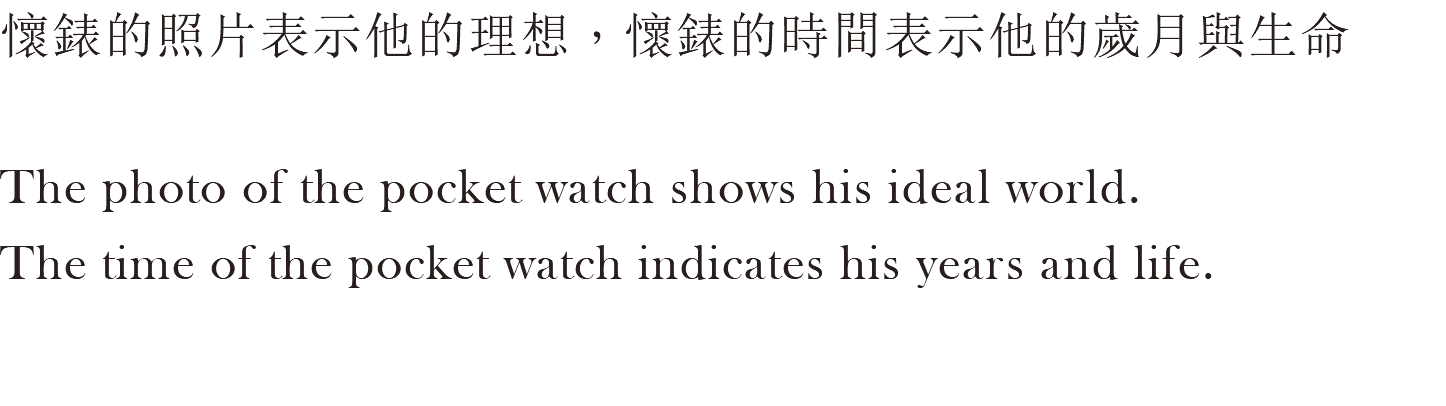 懷錶的照片表示他的理想，懷錶的時間表示他的歲月與生命
The photo of the pocket watch shows his ideal world.
The time of the pocket watch indicates his years and life.